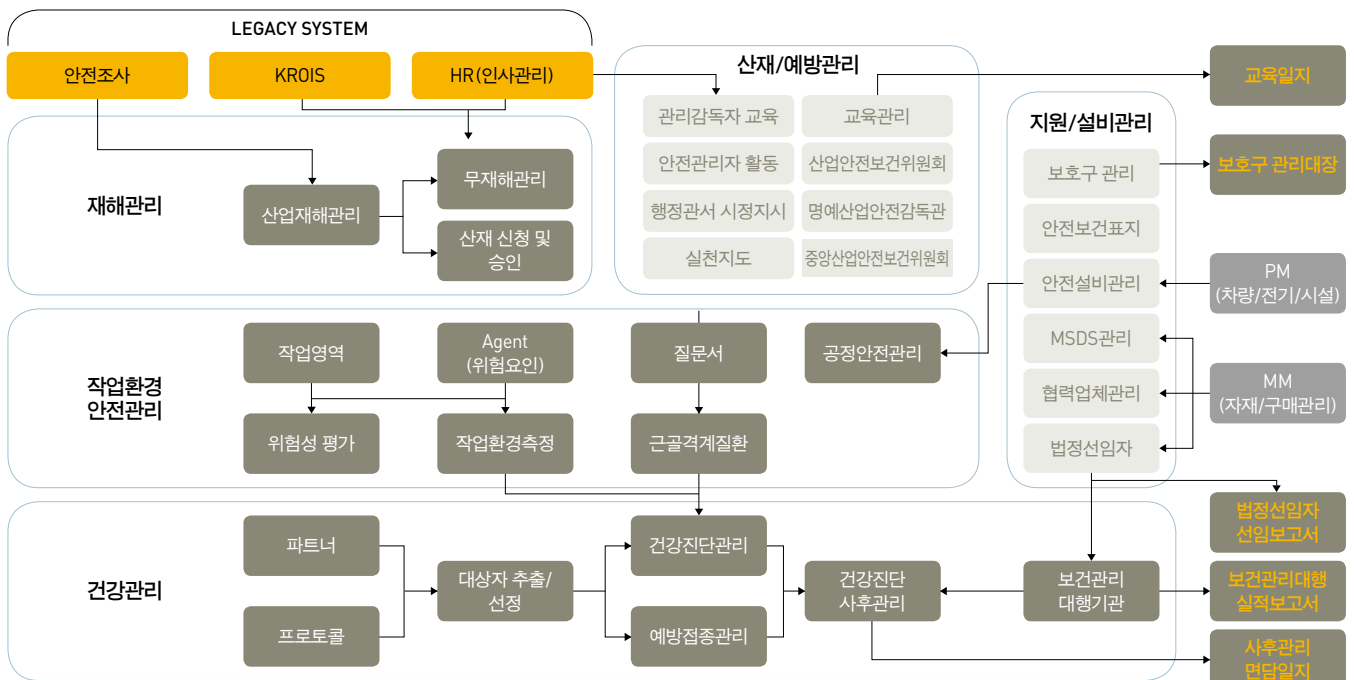 LEGACY SYSTEM
안전조사
KROIS
HR(인사관리)
재해관리
산업재해관리
무재해관리
산재 신청 및
승인
산재/예방관리
관리감독자 교육
교육관리
안전관리자 활동
산업안전보건위원회
행정관서 시정지시
명예산업안전감독관
실천지도
중앙산업안전보건위원회
지원/설비관리
보호구 관리
안전보건표지
안전설비관리
MSDS관리
협력업체관리
법정선임자
교육일지
보호구 관리대장
PM
(차량/전기/시설)
MM
(자재/구매관리)
작업환경
안전관리
작업영역
Agent
(위험요인)
질문서
공정안전관리
위험성 평가
작업환경측정
근골격계질환
건강관리
파트너
프로토콜
대상자 추출/
선정
건강진단관리
예방접종관리
건강진단
사후관리
보건관리
대행기관
법정선임자
선임보고서
보건관리대행
실적보고서
사후관리
면담일지